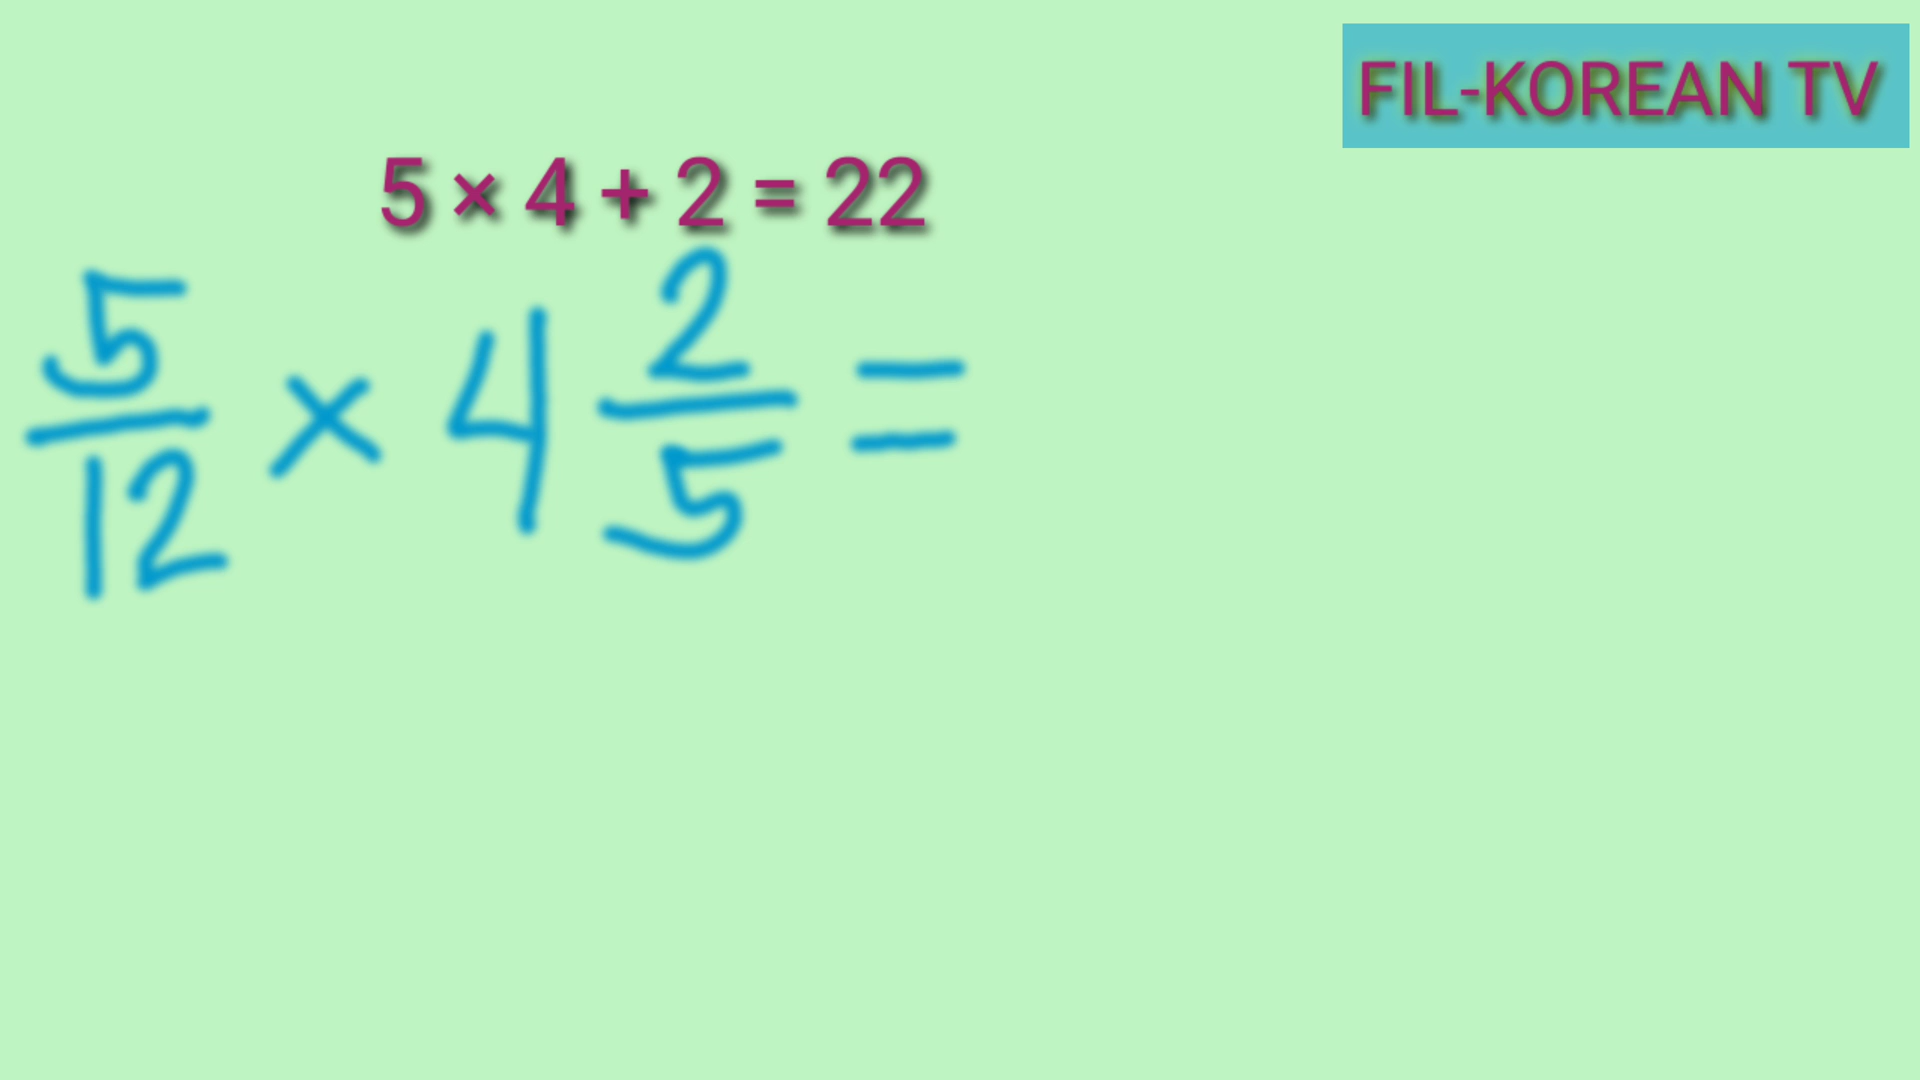 FIL-KOREAN TV
5 × 4 + 2 = 22
5/12 × 4 2/5 =